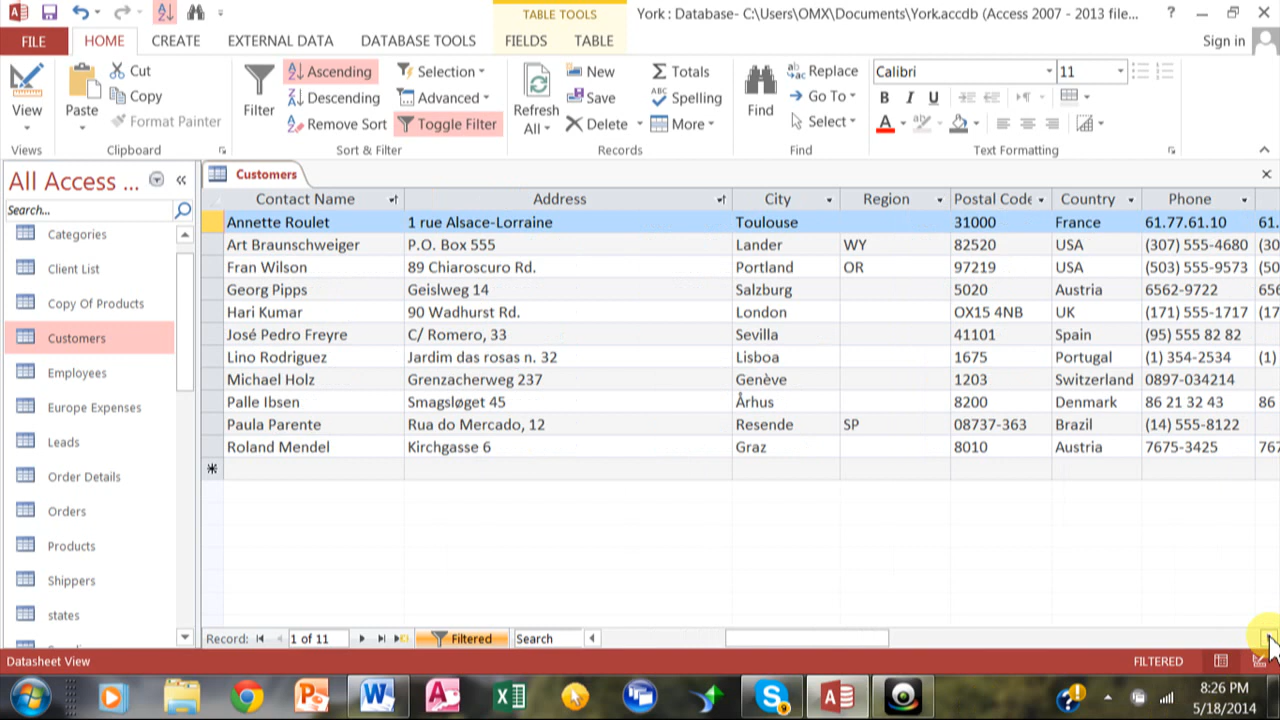 York : Database- C:\Users\OMX\Documents\York.accdb (Access 2007 - 2013 file...
TABLE TOOLS
Sign in
FILE HOME CREATE EXTERNAL DATA DATABASE TOOLS FIELDS TABLE
View
Views
Paste
Cut
Copy
Format Painter
Clipboard
Filter
Ascending
Descending
Remove Sort
Selection
Advanced
Toggle Filter
Sort & Filter
Refresh
All
New
Save
Delete
Totals
Spelling
More
Records
Find
Replace
Go To
Select
Find
Calibri 11
B I U
A
Text Formatting
All Access ...
Search...
Categories
Client List
Copy Of Products
Customers
Employees
Europe Expenses
Leads
Order Details
Orders
Products
Shippers
states
Customers
Contact Name Address City Region Postal Code Country Phone
Annette Roulet 1 rue Alsace-Lorraine Toulouse 31000 France 61.77.61.10 61.
Art Braunschweiger P.O. Box 555 Lander WY 82520 USA (307) 555-4680 (30
Fran Wilson 89 Chiaroscuro Rd. Portland OR 97219 USA (503) 555-9573 (50
Georg Pipps Geislweg 14 Salzburg 5020 Austria 6562-9722 656
Hari Kumar 90 Wadhurst Rd. London OX15 4NB UK (171) 555-1717 (17
José Pedro Freyre C/ Romero, 33 Sevilla 41101 Spain (95) 555 82 82
Lino Rodriguez Jardim das rosas n. 32 Lisboa 1675 Portugal (1) 354-2534 (1)
Michael Holz Grenzacherweg 237 Genève 1203 Switzerland 0897-034214
Palle Ibsen Smagsløget 45 Århus 8200 Denmark 86 21 32 43 86
Paula Parente Rua do Mercado, 12 Resende SP 08737-363 Brazil (14) 555-8122
Roland Mendel Kirchgasse 6 Graz 8010 Austria 7675-3425 767
Record: 1 of 11 Filtered Search
Datasheet View FILTERED
8:26 PM
5/18/2014